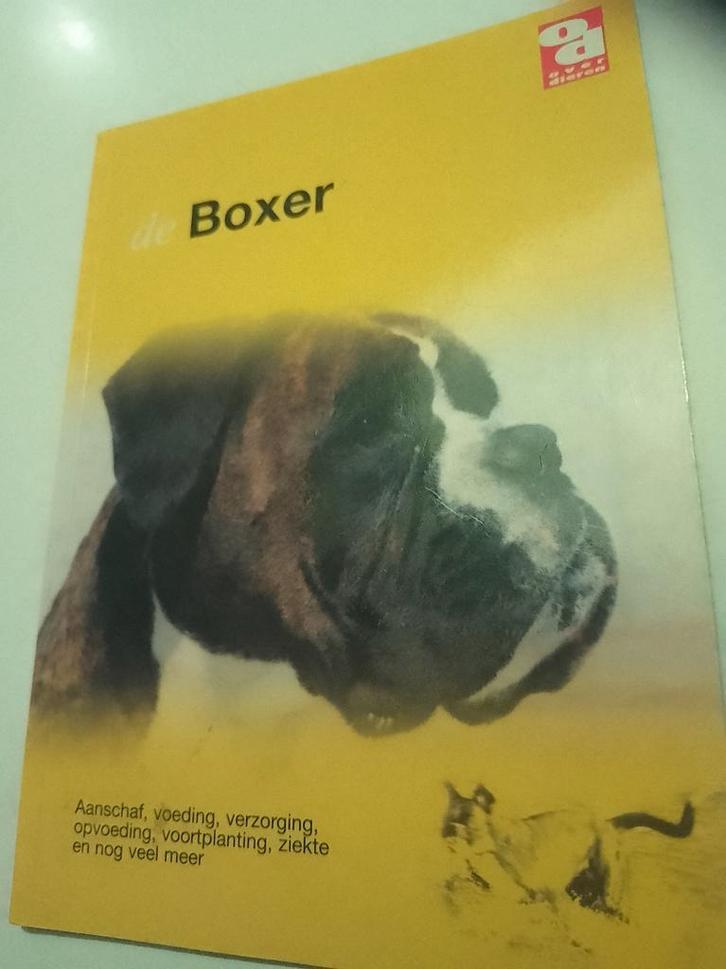 od
over
dieren
de Boxer
Aanschaf, voeding, verzorging,
opvoeding, voortplanting, ziekte
en nog veel meer